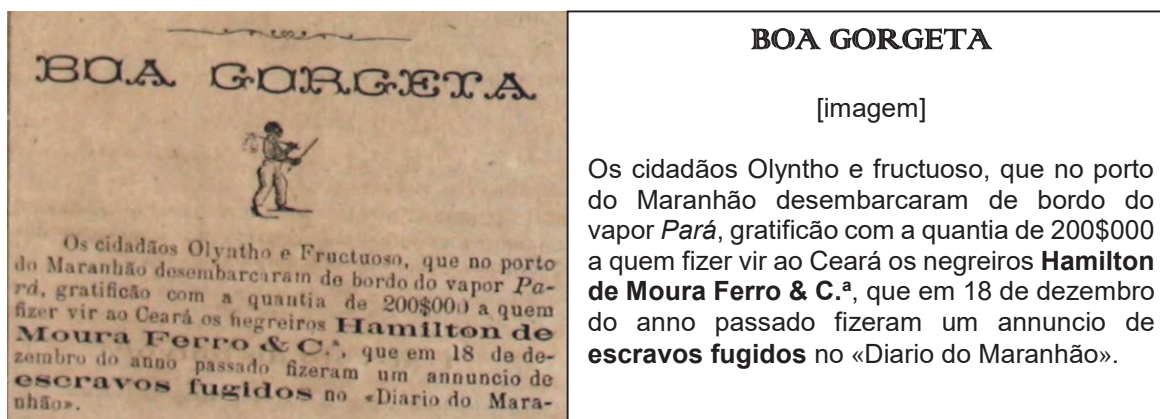 BOA GORGETA
Os cidadãos Olyntho e Fructuoso, que no porto
do Maranhão desembarcaram de bordo do vapor Pa-
rá, gratificão com a quantia de 200$000 a quem
fizer vir ao Ceará os negreiros Hamilton de
Moura Ferro & C.ª, que em 18 de de-
zembro do anno passado fizeram um annuncio de
escravos fugidos no «Diario do Mara-
nhão».
BOA GORGETA
[imagem]
Os cidadãos Olyntho e fructuoso, que no porto
do Maranhão desembarcaram de bordo do
vapor Pará, gratificão com a quantia de 200$000
a quem fizer vir ao Ceará os negreiros Hamilton
de Moura Ferro & C.ª, que em 18 de dezembro
do anno passado fizeram um annuncio de
escravos fugidos no «Diario do Maranhão».